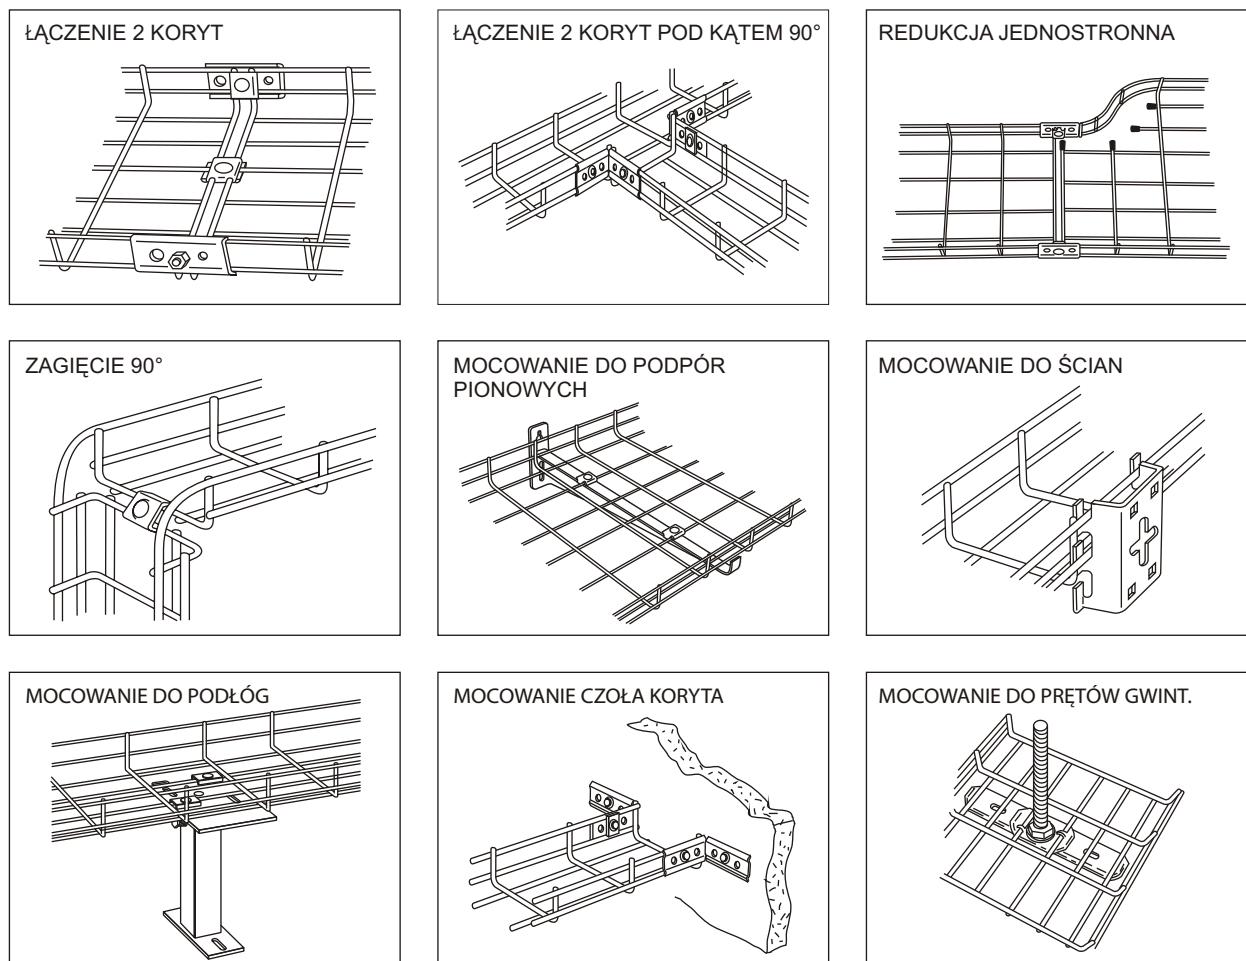 ŁĄCZENIE 2 KORYT
ŁĄCZENIE 2 KORYT POD KĄTEM 90°
REDUKCJA JEDNOSTRONNA
ZAGIĘCIE 90°
MOCOWANIE DO PODPÓR
PIONOWYCH
MOCOWANIE DO ŚCIAN
MOCOWANIE DO PODŁÓG
MOCOWANIE CZOŁA KORYTA
MOCOWANIE DO PRĘTÓW GWINT.